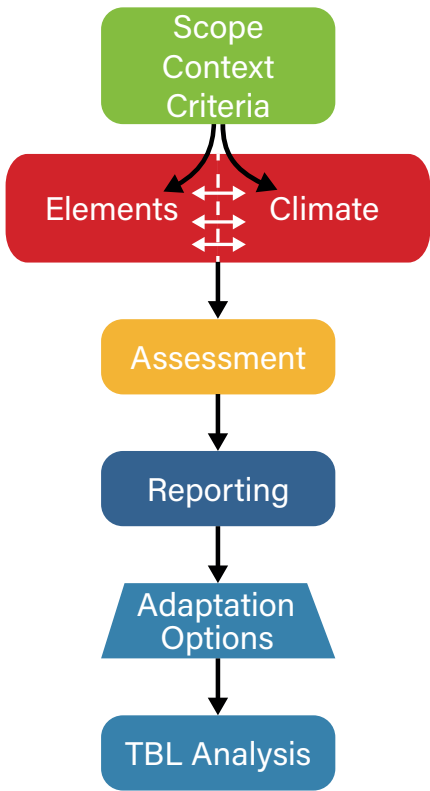 Scope
Context
Criteria
Elements
Climate
Assessment
Reporting
Adaptation
Options
TBL Analysis